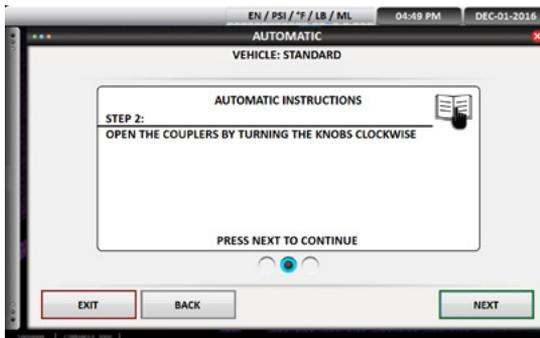 EN / PSI / °F / LB / ML 04:49 PM DEC-01-2016
AUTOMATIC
VEHICLE: STANDARD
AUTOMATIC INSTRUCTIONS
STEP 2:
OPEN THE COUPLERS BY TURNING THE KNOBS CLOCKWISE
PRESS NEXT TO CONTINUE
EXIT BACK NEXT